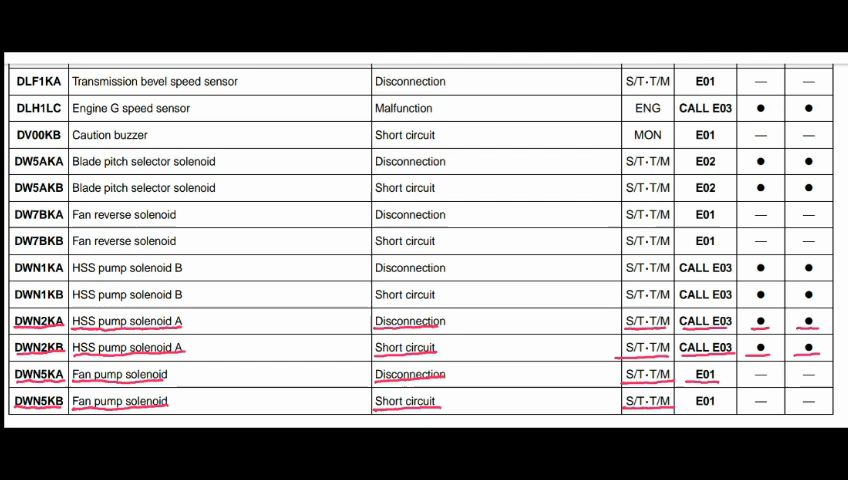 DLF1KA Transmission bevel speed sensor Disconnection S/T·T/M E01 — —
DLH1LC Engine G speed sensor Malfunction ENG CALL E03 ● ●
DV00KB Caution buzzer Short circuit MON E01 — —
DW5AKA Blade pitch selector solenoid Disconnection S/T·T/M E02 ● ●
DW5AKB Blade pitch selector solenoid Short circuit S/T·T/M E02 ● ●
DW7BKA Fan reverse solenoid Disconnection S/T·T/M E01 — —
DW7BKB Fan reverse solenoid Short circuit S/T·T/M E01 — —
DWN1KA HSS pump solenoid B Disconnection S/T·T/M CALL E03 ● ●
DWN1KB HSS pump solenoid B Short circuit S/T·T/M CALL E03 ● ●
DWN2KA HSS pump solenoid A Disconnection S/T·T/M CALL E03 ● ●
DWN2KB HSS pump solenoid A Short circuit S/T·T/M CALL E03 ● ●
DWN5KA Fan pump solenoid Disconnection S/T·T/M E01 — —
DWN5KB Fan pump solenoid Short circuit S/T·T/M E01 — —